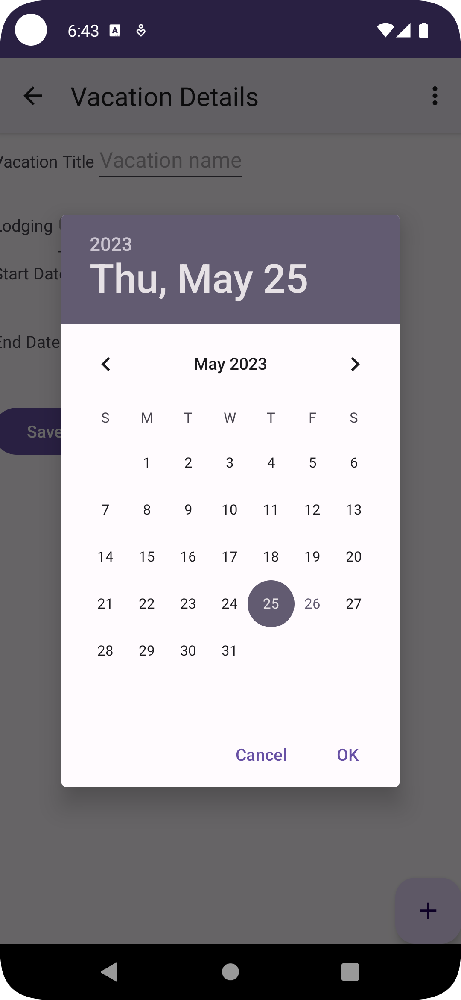 6:43
Vacation Details
Vacation Title Vacation name
Lodging
Start Date
End Date
Save
2023
Thu, May 25
May 2023
S M T W T F S
1 2 3 4 5 6
7 8 9 10 11 12 13
14 15 16 17 18 19 20
21 22 23 24 25 26 27
28 29 30 31
Cancel OK